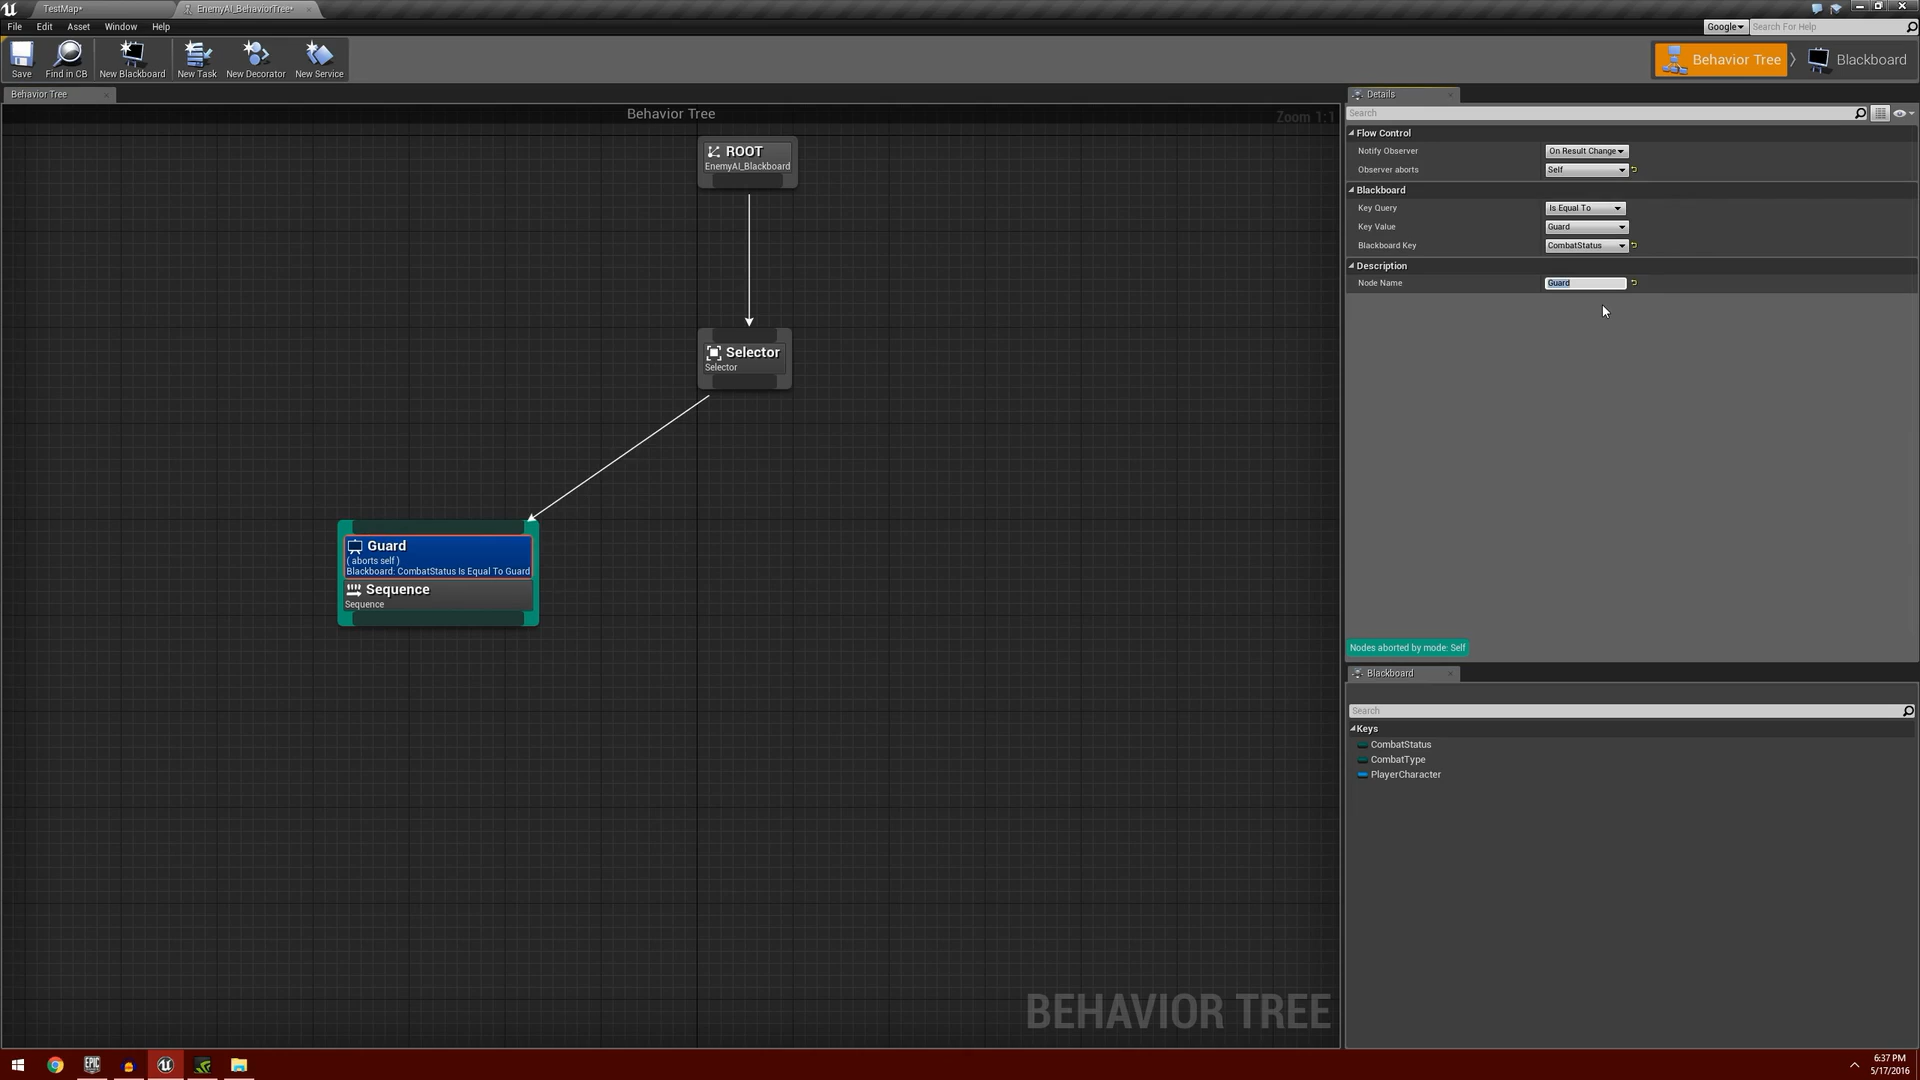 TestMap*
EnemyAI_BehaviorTree*
File Edit Asset Window Help
Google
Search For Help
Save
Find in CB
New Blackboard
New Task
New Decorator
New Service
Behavior Tree
Blackboard
Behavior Tree
Behavior Tree
Zoom 1:1
ROOT
EnemyAI_Blackboard
Selector
Selector
Guard
( aborts self )
Blackboard: CombatStatus Is Equal To Guard
Sequence
Sequence
BEHAVIOR TREE
Details
Search
Flow Control
Notify Observer On Result Change
Observer aborts Self
Blackboard
Key Query Is Equal To
Key Value Guard
Blackboard Key CombatStatus
Description
Node Name Guard
Nodes aborted by mode: Self
Blackboard
Search
Keys
CombatStatus
CombatType
PlayerCharacter
EPIC
6:37 PM
5/17/2016